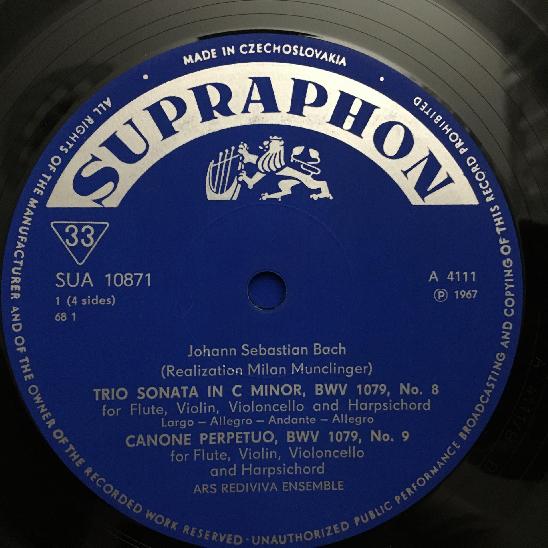 MADE IN CZECHOSLOVAKIA
SUPRAPHON
33
SUA 10871
1 (4 sides)
68 1
A 4111
Ⓟ 1967
Johann Sebastian Bach
(Realization Milan Munclinger)
TRIO SONATA IN C MINOR, BWV 1079, No. 8
for Flute, Violin, Violoncello and Harpsichord
Largo – Allegro – Andante – Allegro
CANONE PERPETUO, BWV 1079, No. 9
for Flute, Violin, Violoncello
and Harpsichord
ARS REDIVIVA ENSEMBLE
ALL RIGHTS OF THE MANUFACTURER AND OF THE OWNER OF THE RECORDED WORK RESERVED · UNAUTHORIZED PUBLIC PERFORMANCE BROADCASTING AND COPYING OF THIS RECORD PROHIBITED